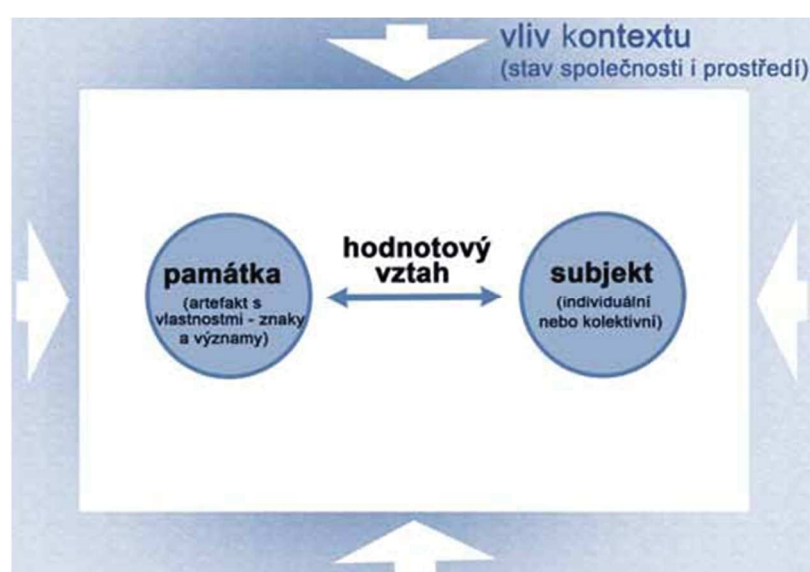 vliv kontextu
(stav společnosti i prostředí)
hodnotový
vztah
památka
(artefakt s
vlastnostmi - znaky
a významy)
subjekt
(individuální
nebo kolektivní)